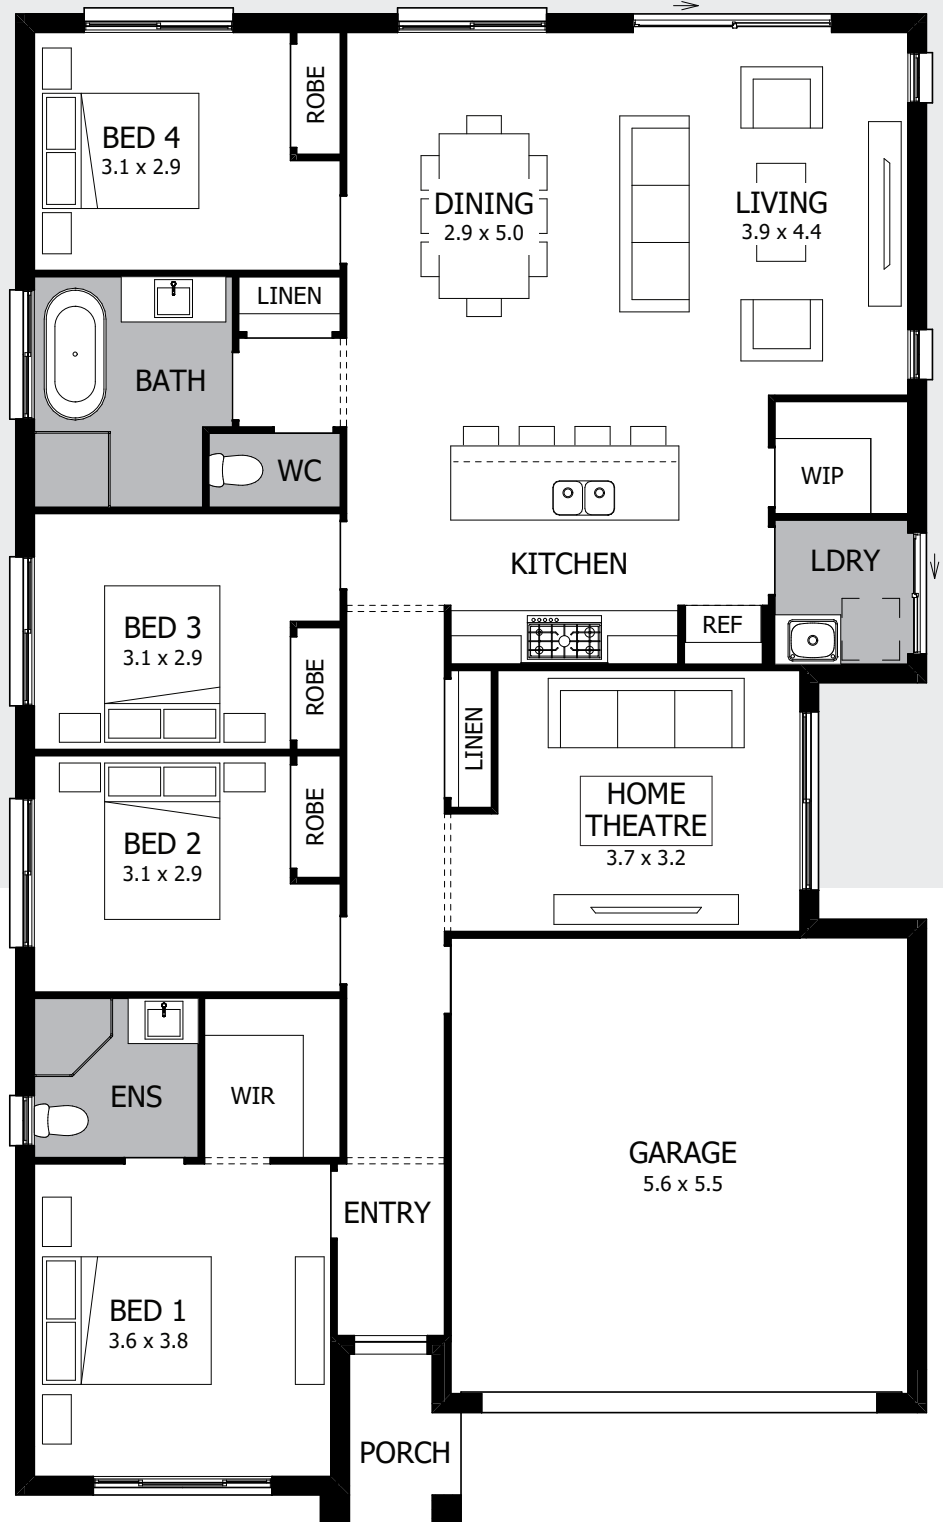 BED 4
3.1 x 2.9
ROBE
DINING
2.9 x 5.0
LIVING
3.9 x 4.4
LINEN
BATH
WC
WIP
KITCHEN
LDRY
REF
BED 3
3.1 x 2.9
ROBE
LINEN
HOME
THEATRE
3.7 x 3.2
BED 2
3.1 x 2.9
ROBE
ENS
WIR
GARAGE
5.6 x 5.5
ENTRY
BED 1
3.6 x 3.8
PORCH